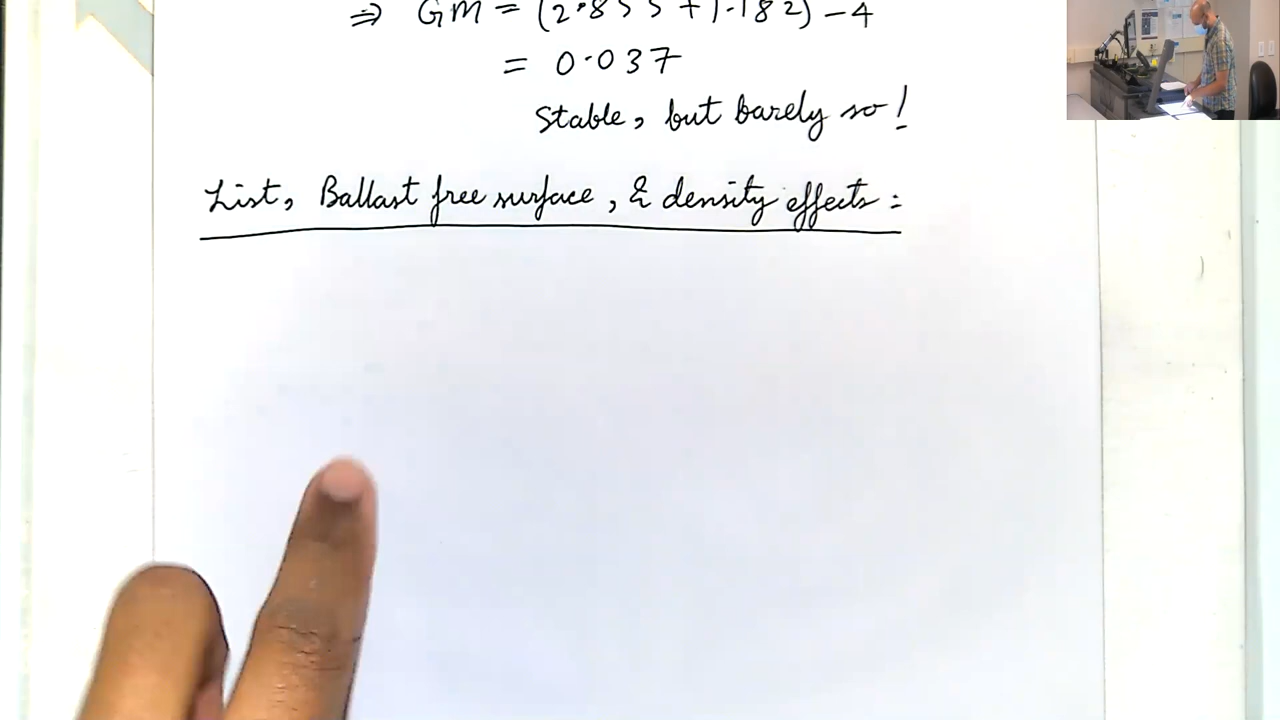 ⇒ GM = (2.855 + 1.182) - 4
= 0.037
Stable, but barely so!
List, Ballast free surface, & density effects: